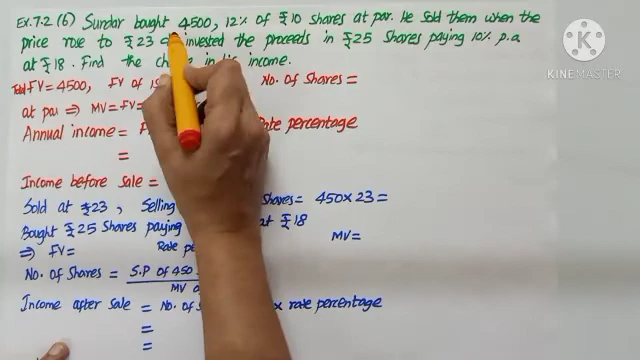 Ex.7.2 (6) Sundar bought 4500, 12% of ₹10 shares at par. He sold them when the
price rose to ₹23 invested the proceeds in ₹25 shares paying 10% p.a
at ₹18. Find the in income.
Total FV = 4500, FV of No. of Shares =
at par ⇒ MV = FV =
Annual income = Rate percentage
=
Income before sale =
Sold at ₹23, Selling Shares = 450 × 23 =
Bought ₹25 Shares paying at ₹18
⇒ FV = Rate MV =
No. of Shares = S.P of 450
MV
Income after sale = No. of × rate percentage
=
=
KINEMASTER